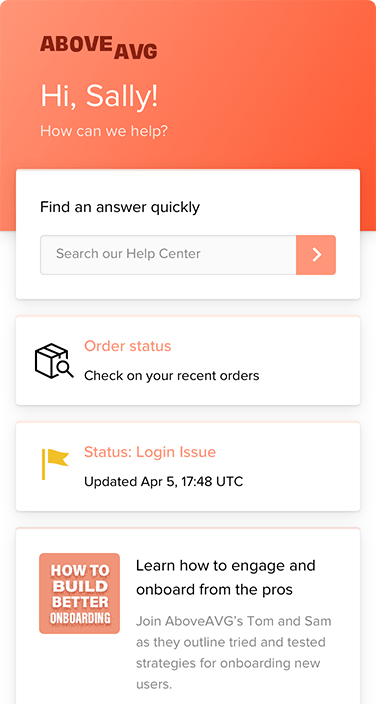 ABOVEAVG
Hi, Sally!
How can we help?
Find an answer quickly
Search our Help Center
Order status
Check on your recent orders
Status: Login Issue
Updated Apr 5, 17:48 UTC
HOW TO
BUILD
BETTER
ONBOARDING
Learn how to engage and
onboard from the pros
Join AboveAVG’s Tom and Sam
as they outline tried and tested
strategies for onboarding new
users.